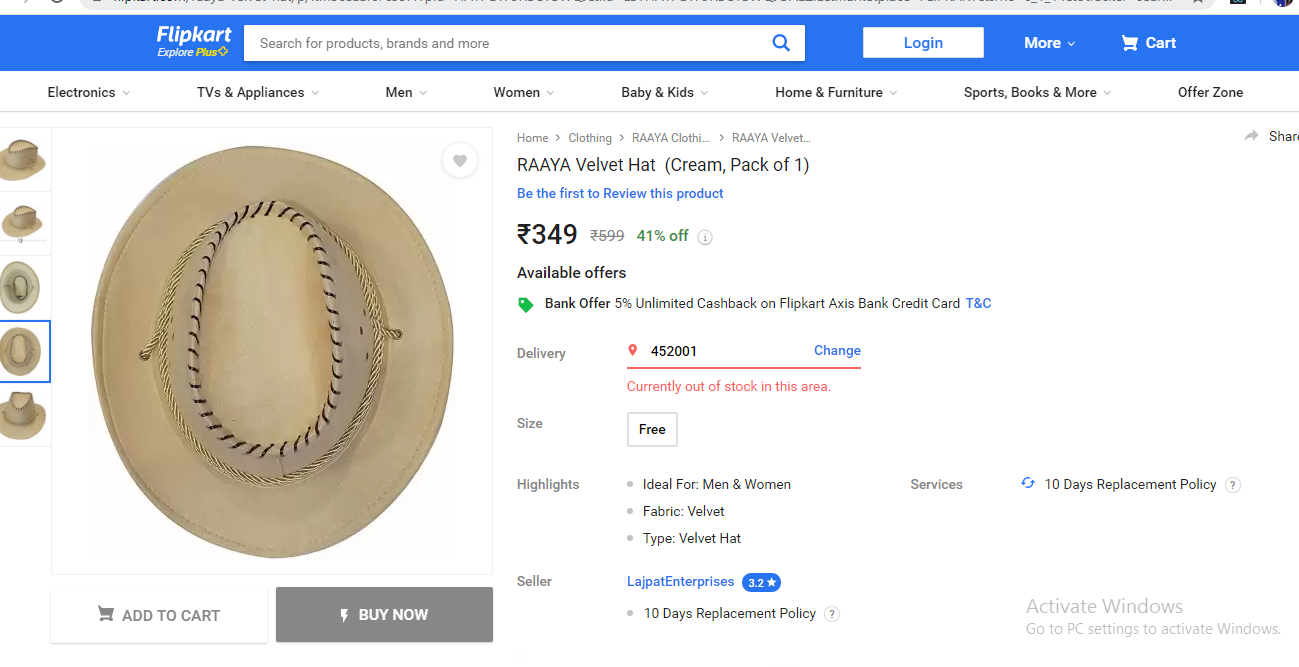 Flipkart
Explore Plus
Search for products, brands and more
Login
More
Cart
Electronics
TVs & Appliances
Men
Women
Baby & Kids
Home & Furniture
Sports, Books & More
Offer Zone
Home > Clothing > RAAYA Clothi... > RAAYA Velvet...
Share
RAAYA Velvet Hat (Cream, Pack of 1)
Be the first to Review this product
₹349 ₹599 41% off i
Available offers
Bank Offer 5% Unlimited Cashback on Flipkart Axis Bank Credit Card T&C
Delivery
452001
Change
Currently out of stock in this area.
Size
Free
Highlights
Ideal For: Men & Women
Fabric: Velvet
Type: Velvet Hat
Services
10 Days Replacement Policy ?
Seller
LajpatEnterprises 3.2 ★
10 Days Replacement Policy ?
ADD TO CART
BUY NOW
Activate Windows
Go to PC settings to activate Windows.